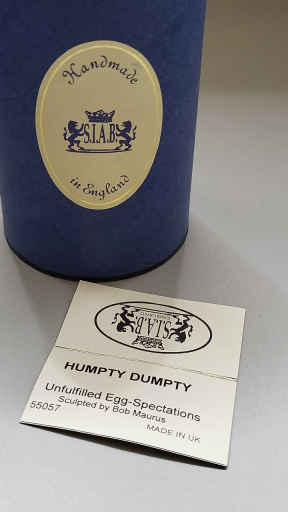 Handmade
S.I.A.B.
in England
S.I.A.B.
HUMPTY DUMPTY
Unfulfilled Egg-Spectations
Sculpted by Bob Maurus
55057
MADE IN UK